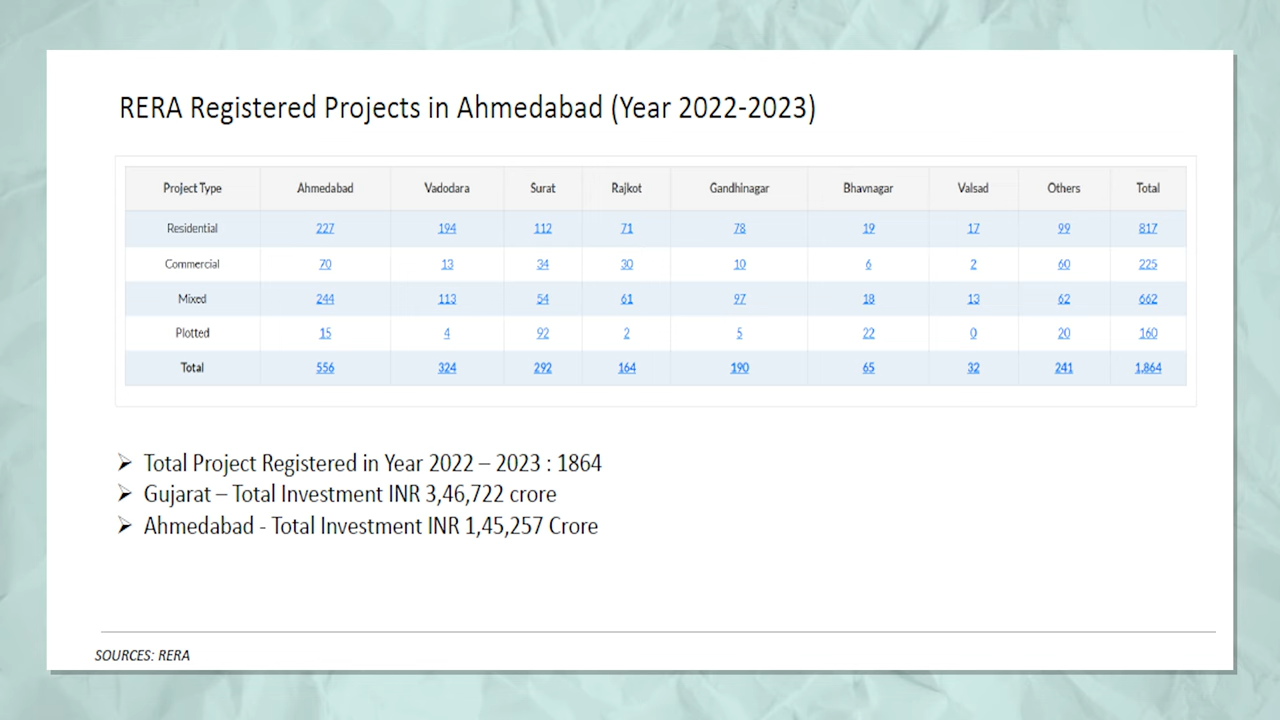 RERA Registered Projects in Ahmedabad (Year 2022-2023)
Project Type Ahmedabad Vadodara Surat Rajkot Gandhinagar Bhavnagar Valsad Others Total
Residential 227 194 112 71 78 19 17 99 817
Commercial 70 13 34 30 10 6 2 60 225
Mixed 244 113 54 61 97 18 13 62 662
Plotted 15 4 92 2 5 22 0 20 160
Total 556 324 292 164 190 65 32 241 1,864
➢ Total Project Registered in Year 2022 – 2023 : 1864
➢ Gujarat – Total Investment INR 3,46,722 crore
➢ Ahmedabad - Total Investment INR 1,45,257 Crore
SOURCES: RERA